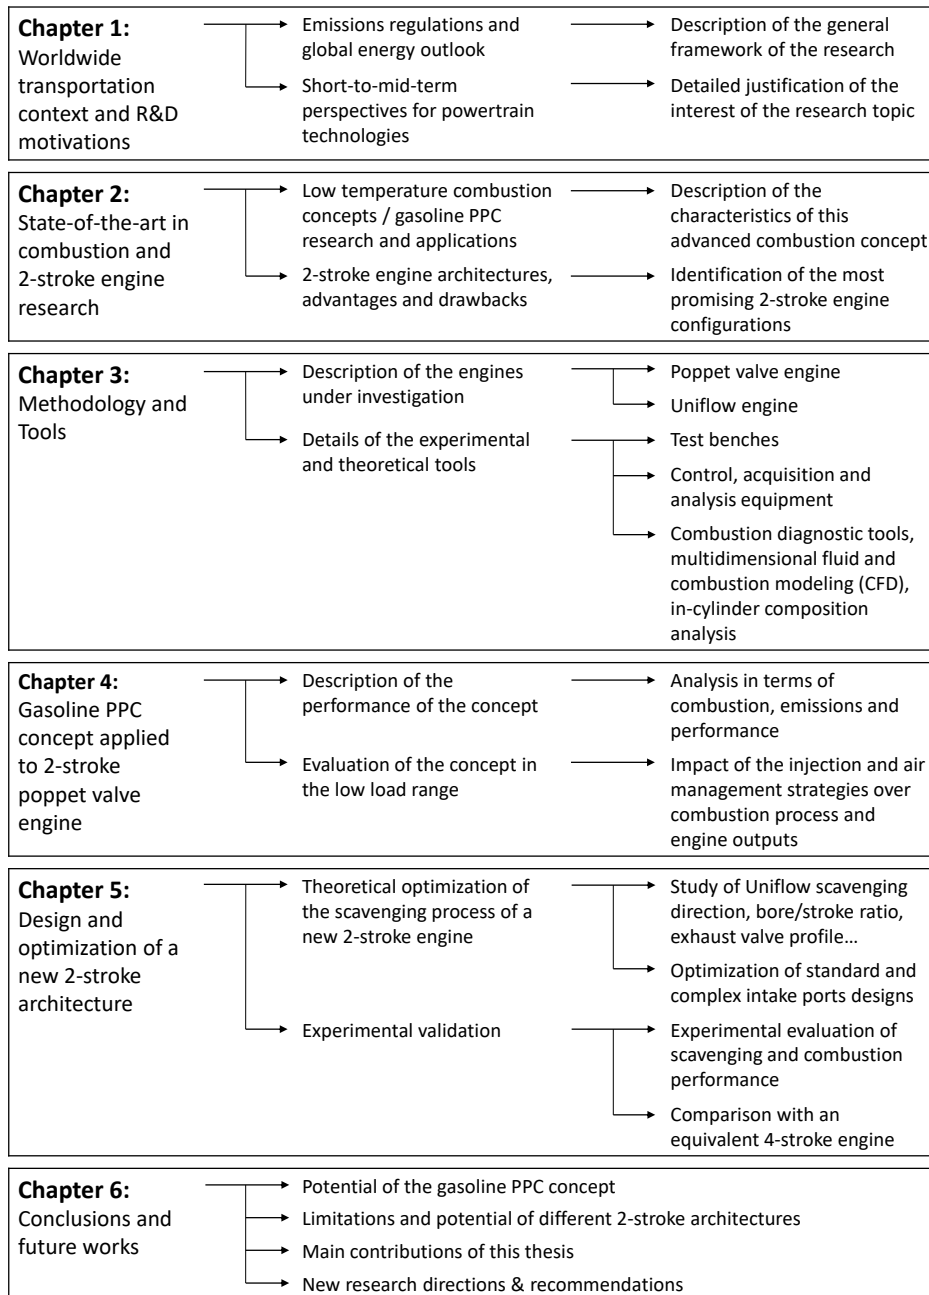 Chapter 1:
Worldwide
transportation
context and R&D
motivations
Emissions regulations and
global energy outlook
Description of the general
framework of the research
Short-to-mid-term
perspectives for powertrain
technologies
Detailed justification of the
interest of the research topic
Chapter 2:
State-of-the-art in
combustion and
2-stroke engine
research
Low temperature combustion
concepts / gasoline PPC
research and applications
Description of the
characteristics of this
advanced combustion concept
2-stroke engine architectures,
advantages and drawbacks
Identification of the most
promising 2-stroke engine
configurations
Chapter 3:
Methodology and
Tools
Description of the engines
under investigation
Poppet valve engine
Uniflow engine
Details of the experimental
and theoretical tools
Test benches
Control, acquisition and
analysis equipment
Combustion diagnostic tools,
multidimensional fluid and
combustion modeling (CFD),
in-cylinder composition
analysis
Chapter 4:
Gasoline PPC
concept applied
to 2-stroke
poppet valve
engine
Description of the
performance of the concept
Analysis in terms of
combustion, emissions and
performance
Evaluation of the concept in
the low load range
Impact of the injection and air
management strategies over
combustion process and
engine outputs
Chapter 5:
Design and
optimization of a
new 2-stroke
architecture
Theoretical optimization of
the scavenging process of a
new 2-stroke engine
Study of Uniflow scavenging
direction, bore/stroke ratio,
exhaust valve profile…
Optimization of standard and
complex intake ports designs
Experimental validation
Experimental evaluation of
scavenging and combustion
performance
Comparison with an
equivalent 4-stroke engine
Chapter 6:
Conclusions and
future works
Potential of the gasoline PPC concept
Limitations and potential of different 2-stroke architectures
Main contributions of this thesis
New research directions & recommendations